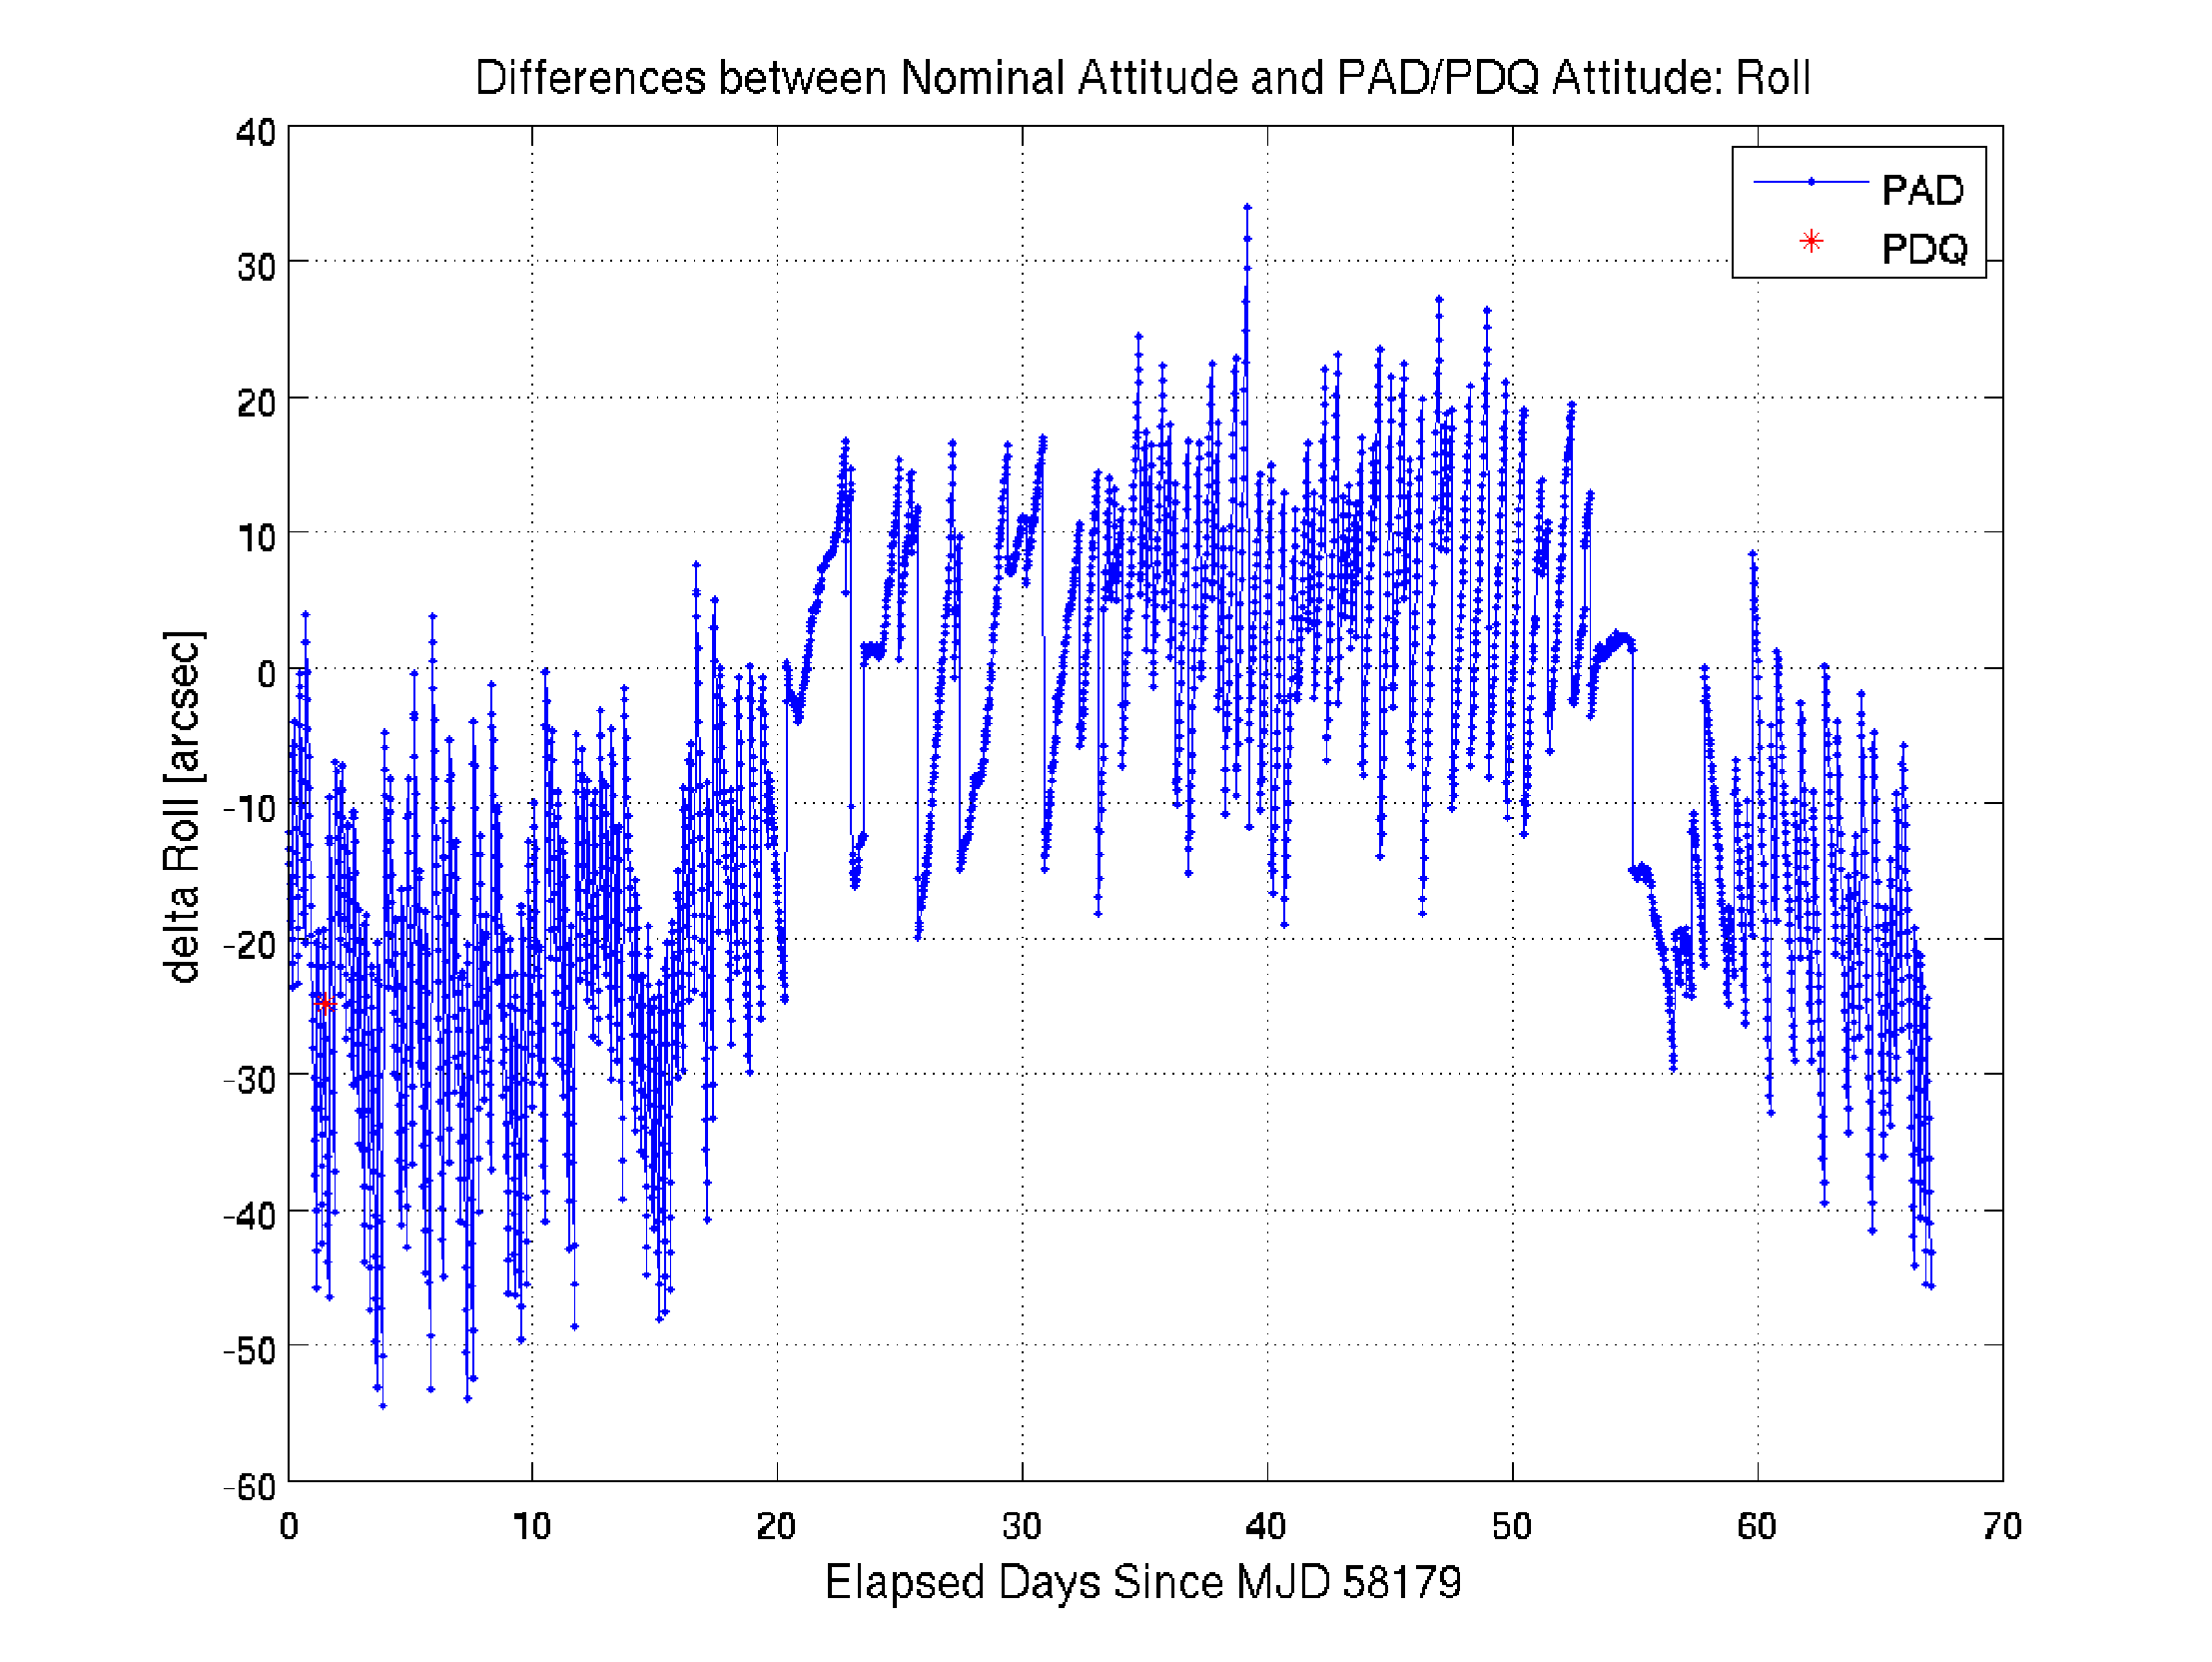 Differences between Nominal Attitude and PAD/PDQ Attitude: Roll
40
30
20
10
0
-10
-20
-30
-40
-50
-60
delta Roll [arcsec]
PAD
PDQ
0 10 20 30 40 50 60 70
Elapsed Days Since MJD 58179